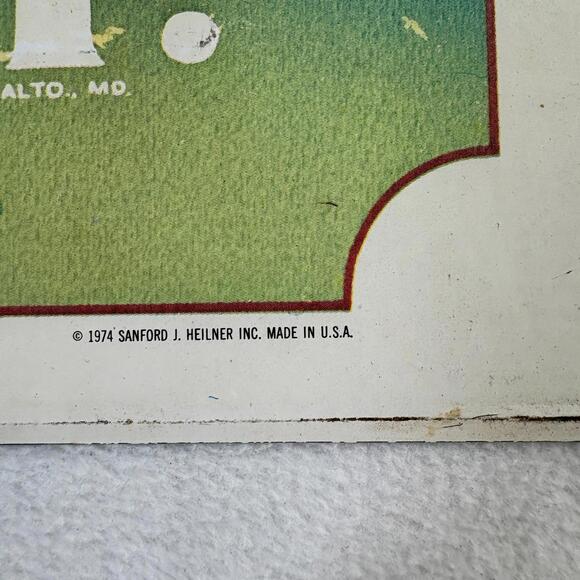 ALTO., MD.
© 1974 SANFORD J. HEILNER INC. MADE IN U.S.A.